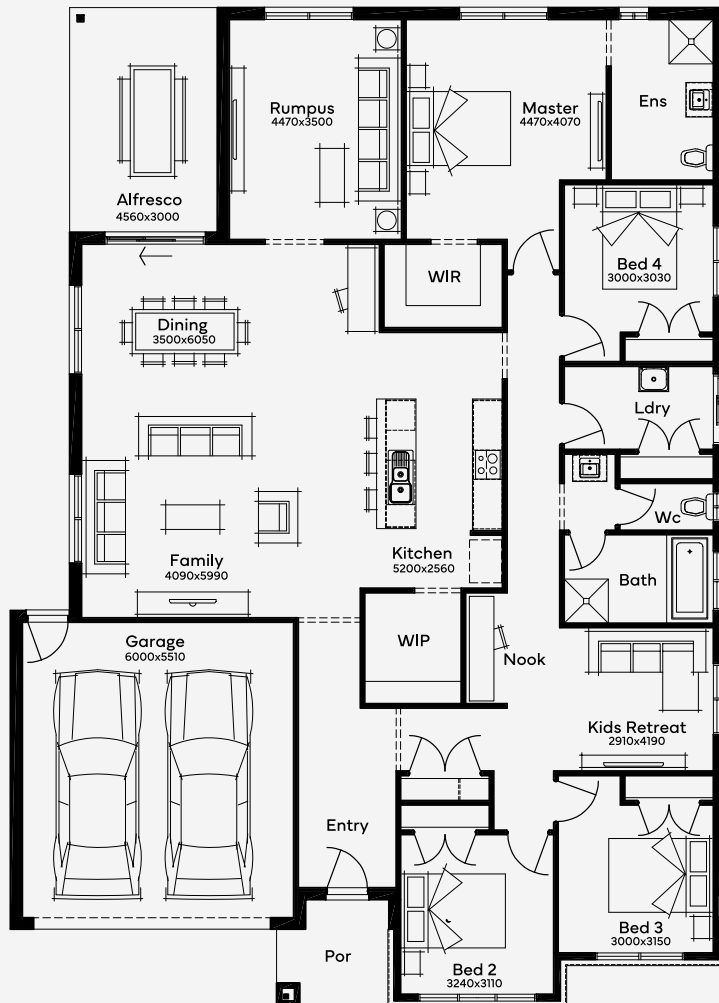 Rumpus
4470x3500
Master
4470x4070
Ens
Alfresco
4560x3000
WIR
Bed 4
3000x3030
Dining
3500x6050
Ldry
Wc
Family
4090x5990
Kitchen
5200x2560
Bath
Garage
6000x5510
WIP
Nook
Kids Retreat
2910x4190
Entry
Por
Bed 2
3240x3110
Bed 3
3000x3150